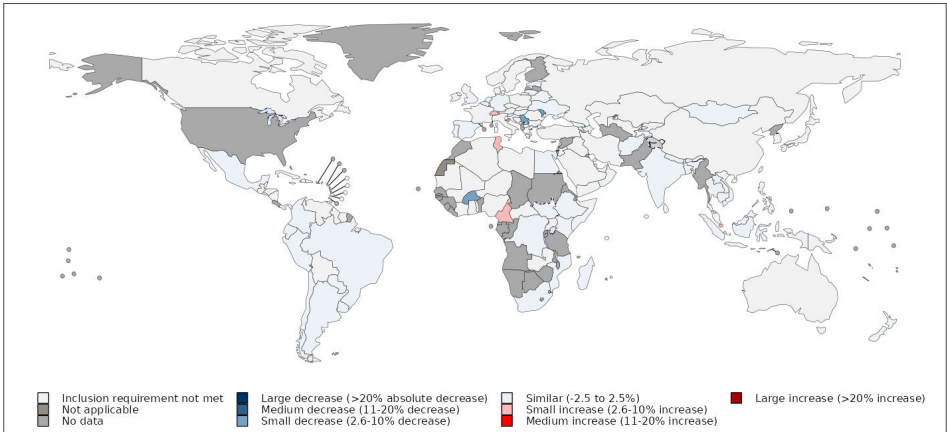 Inclusion requirement not met
Not applicable
No data
Large decrease (>20% absolute decrease)
Medium decrease (11-20% decrease)
Small decrease (2.6-10% decrease)
Similar (-2.5 to 2.5%)
Small increase (2.6-10% increase)
Medium increase (11-20% increase)
Large increase (>20% increase)